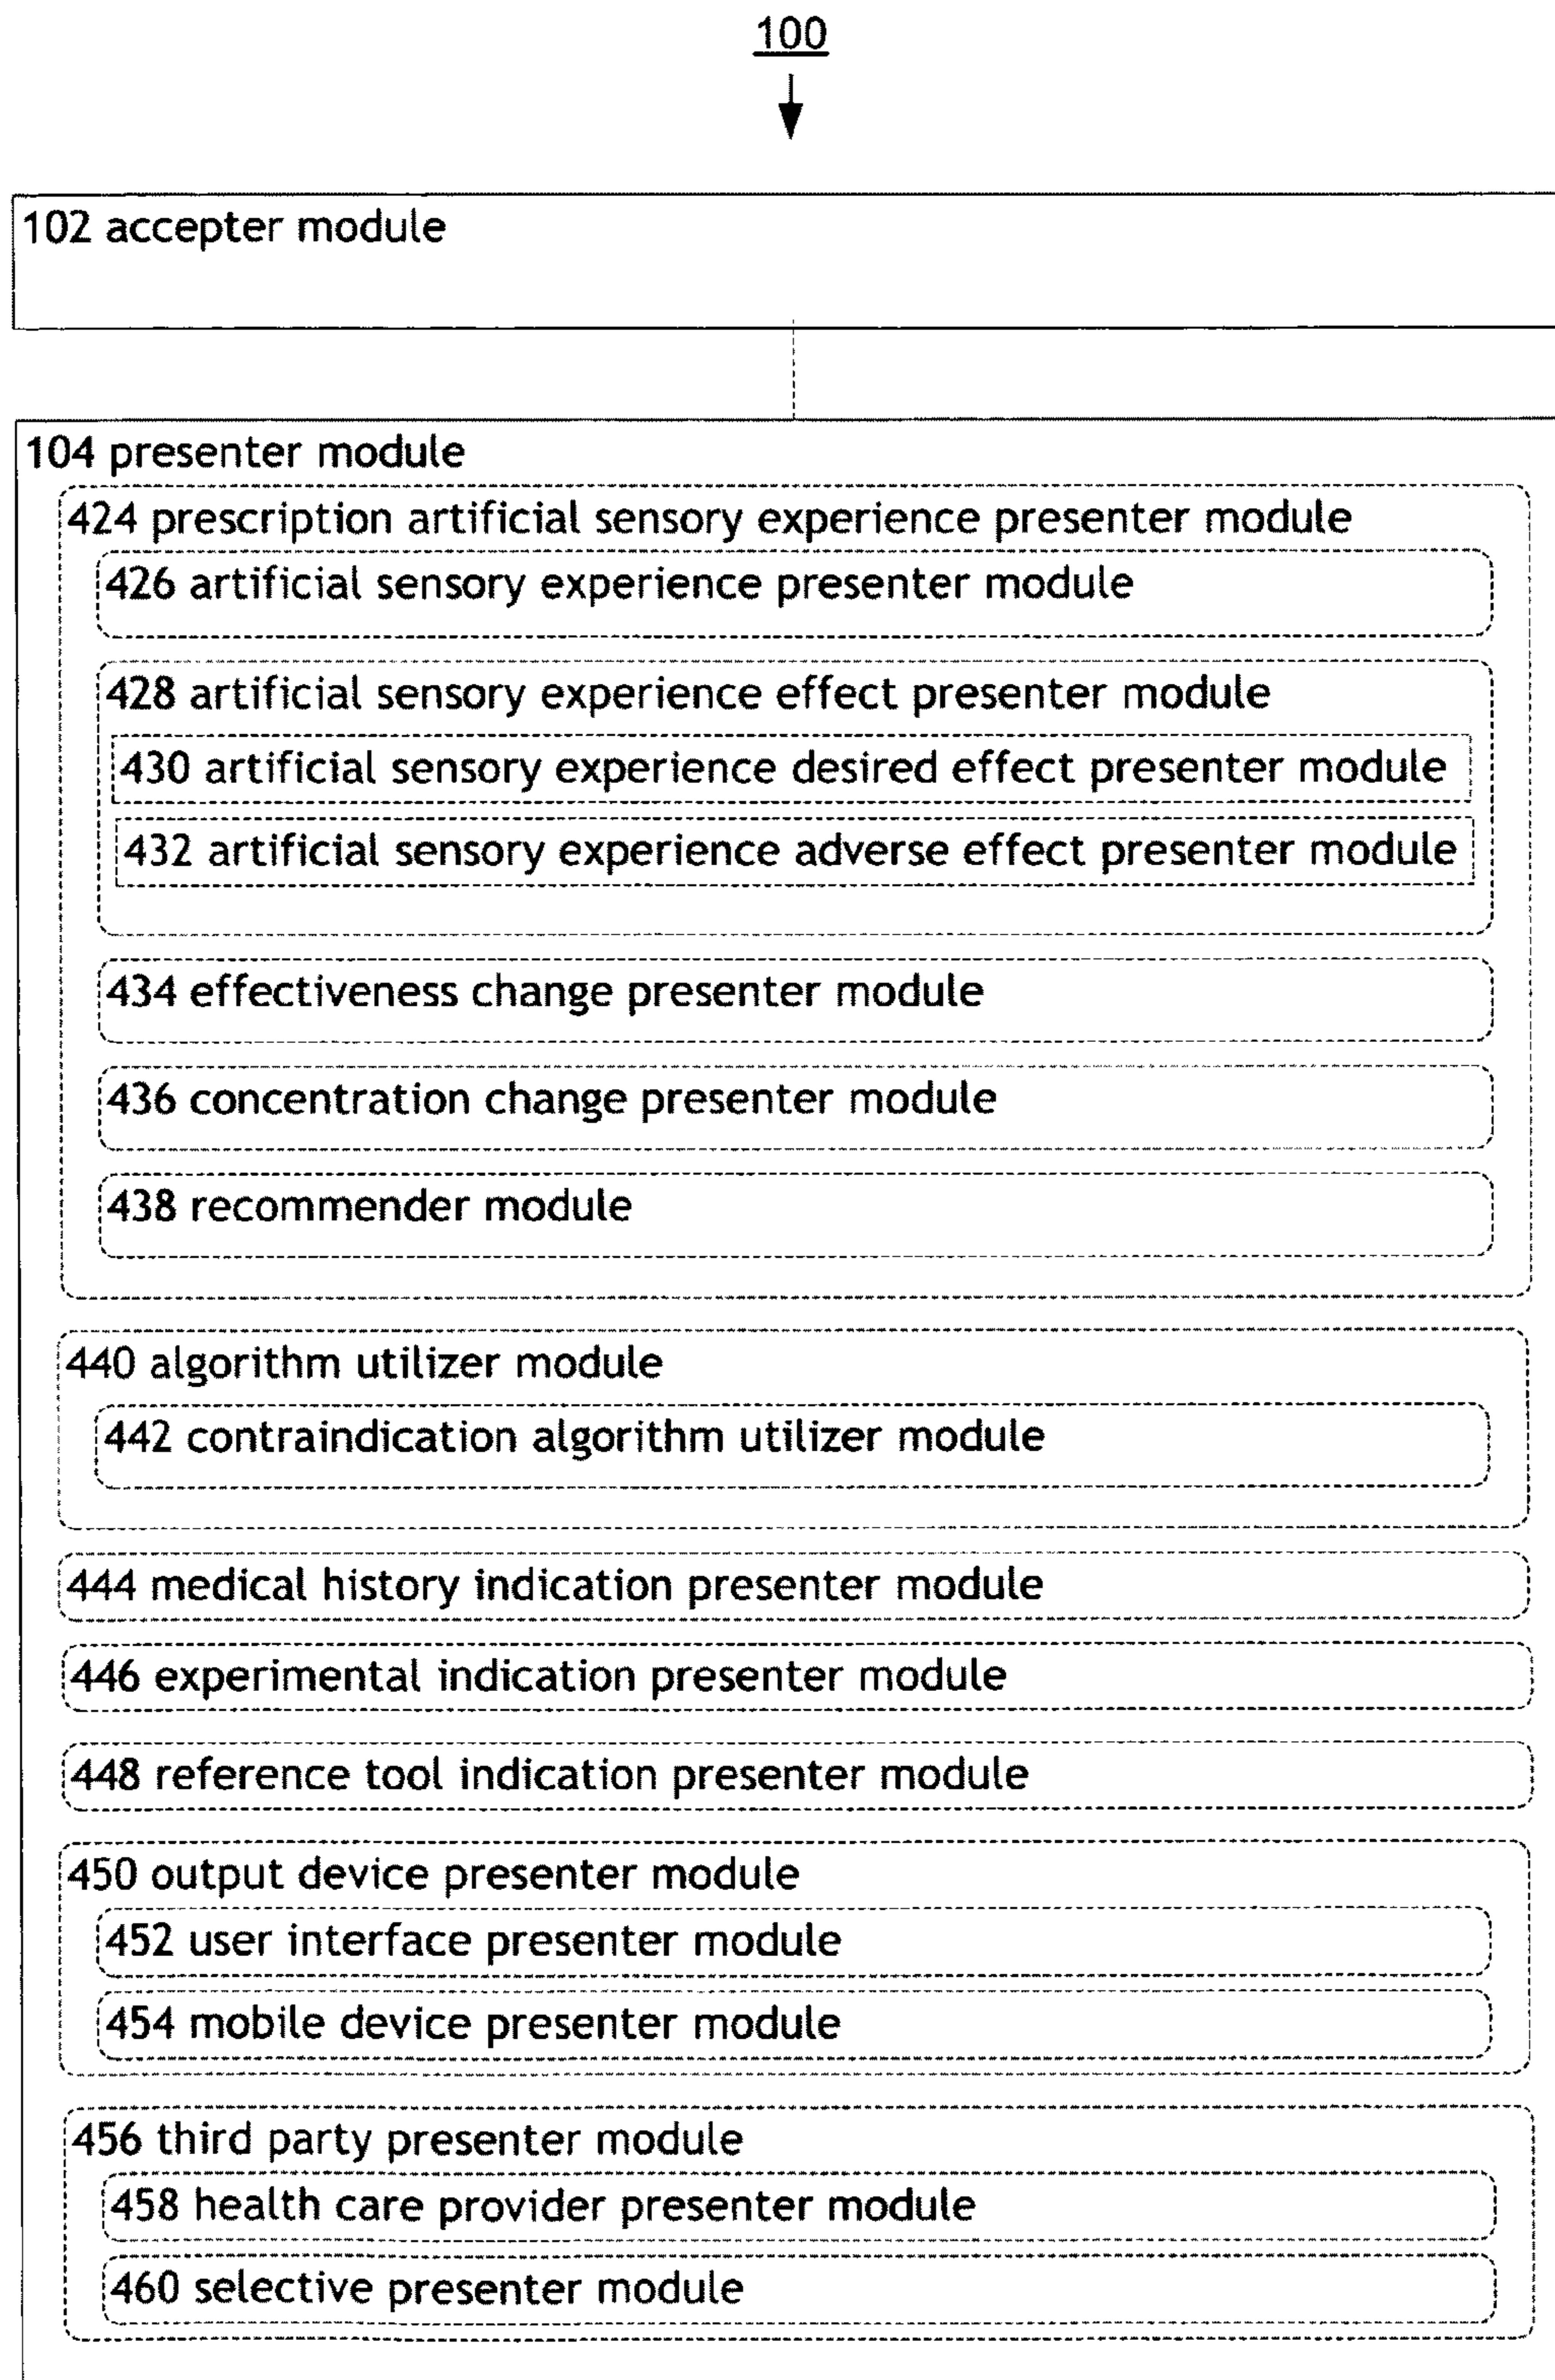 100
102 accepter module
104 presenter module
424 prescription artificial sensory experience presenter module
426 artificial sensory experience presenter module
428 artificial sensory experience effect presenter module
430 artificial sensory experience desired effect presenter module
432 artificial sensory experience adverse effect presenter module
434 effectiveness change presenter module
436 concentration change presenter module
438 recommender module
440 algorithm utilizer module
442 contraindication algorithm utilizer module
444 medical history indication presenter module
446 experimental indication presenter module
448 reference tool indication presenter module
450 output device presenter module
452 user interface presenter module
454 mobile device presenter module
456 third party presenter module
458 health care provider presenter module
460 selective presenter module